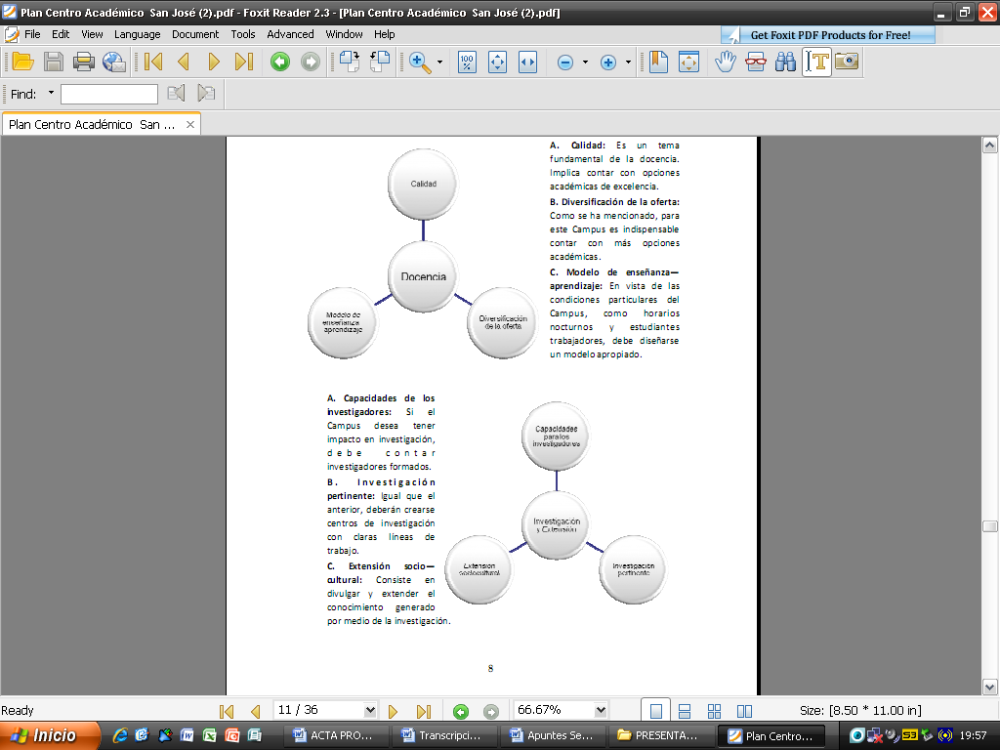 Plan Centro Académico  San José (2).pdf - Foxit Reader 2.3 - [Plan Centro Académico  San José (2).pdf]
File Edit View Language Document Tools Advanced Window Help
Get Foxit PDF Products for Free!
100 %
Find:
Plan Centro Académico  San ...
Calidad
Docencia
Modelo de
enseñanza
aprendizaje
Diversificación
de la oferta
A. Calidad: Es un tema
fundamental de la docencia.
Implica contar con opciones
académicas de excelencia.
B. Diversificación de la oferta:
Como se ha mencionado, para
este Campus es indispensable
contar con más opciones
académicas.
C. Modelo de enseñanza—
aprendizaje: En vista de las
condiciones particulares del
Campus, como horarios
nocturnos y estudiantes
trabajadores, debe diseñarse
un modelo apropiado.
A. Capacidades de los
investigadores: Si el
Campus desea tener
impacto en investigación,
debe contar
investigadores formados.
B. Investigación
pertinente: Igual que el
anterior, deberán crearse
centros de investigación
con claras líneas de
trabajo.
C. Extensión socio—
cultural: Consiste en
divulgar y extender el
conocimiento generado
por medio de la investigación.
Capacidades
para los
investigadores
Investigación
y Extensión
Extensión
sociocultural
Investigación
pertinente
8
Ready
11 / 36
66.67%
Size: [8.50 * 11.00 in]
Inicio
ACTA PRO...
Transcripci...
Apuntes Se...
PRESENTA...
Plan Centro...
53
19:57